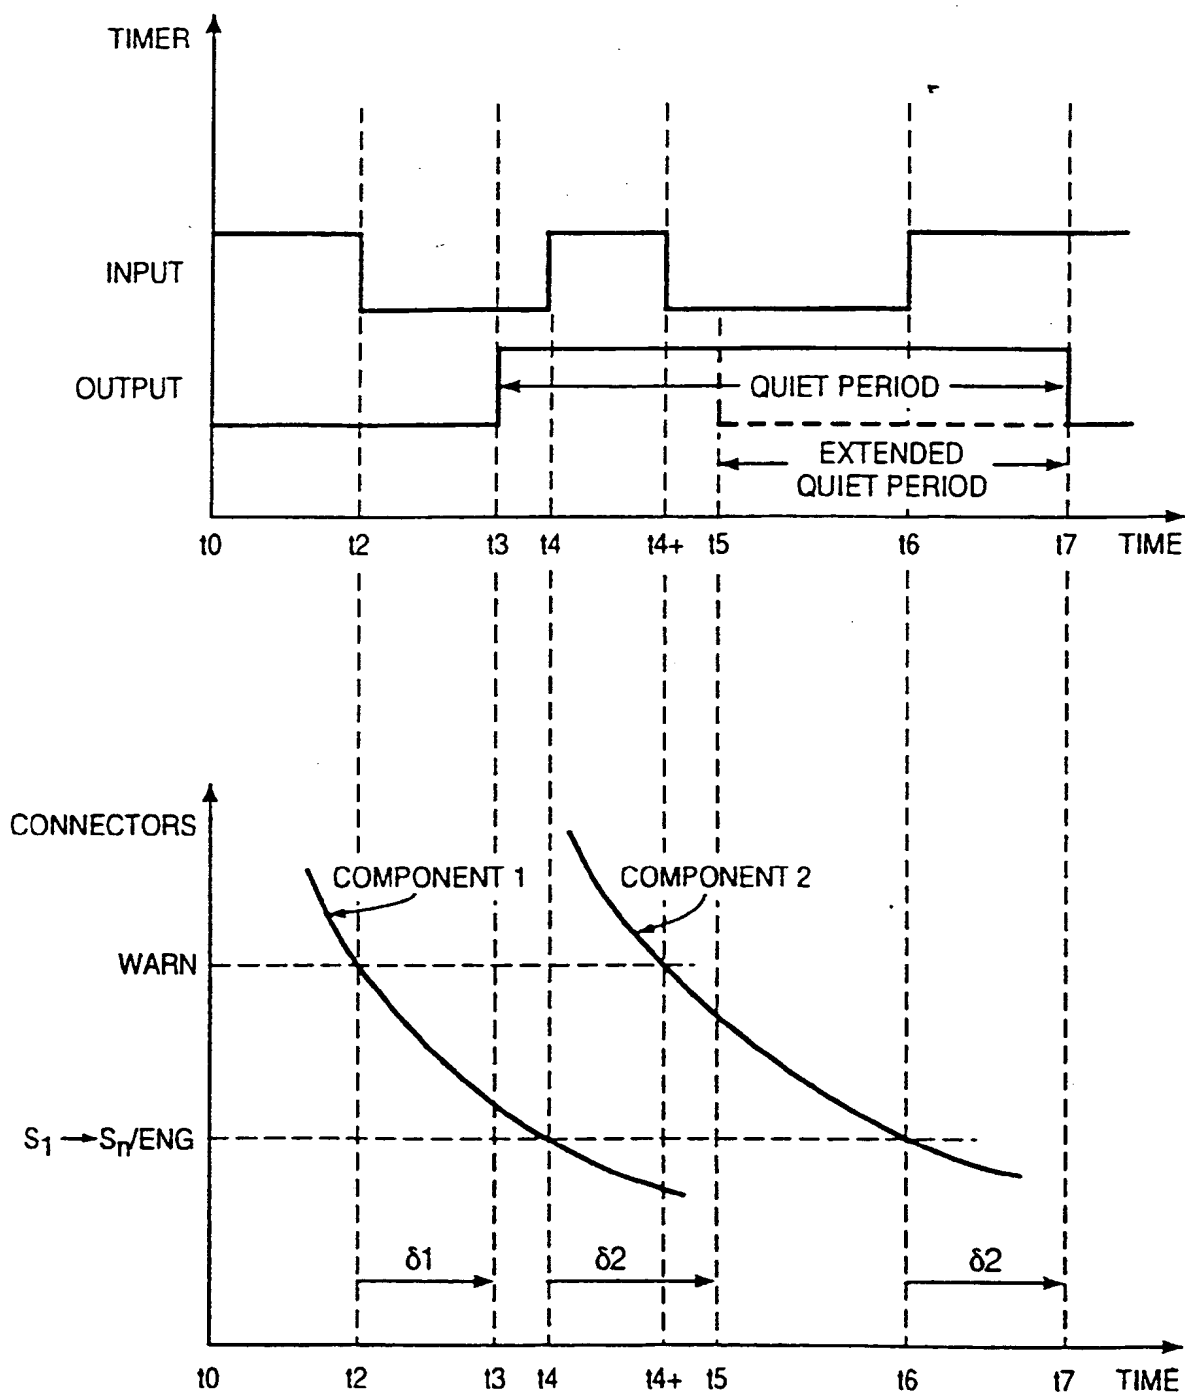 TIMER
INPUT
OUTPUT
QUIET PERIOD
EXTENDED
QUIET PERIOD
t0 t2 t3 t4 t4+ t5 t6 t7 TIME
CONNECTORS
COMPONENT 1
COMPONENT 2
WARN
S1 → Sn/ENG
δ1 δ2 δ2
t0 t2 t3 t4 t4+ t5 t6 t7 TIME